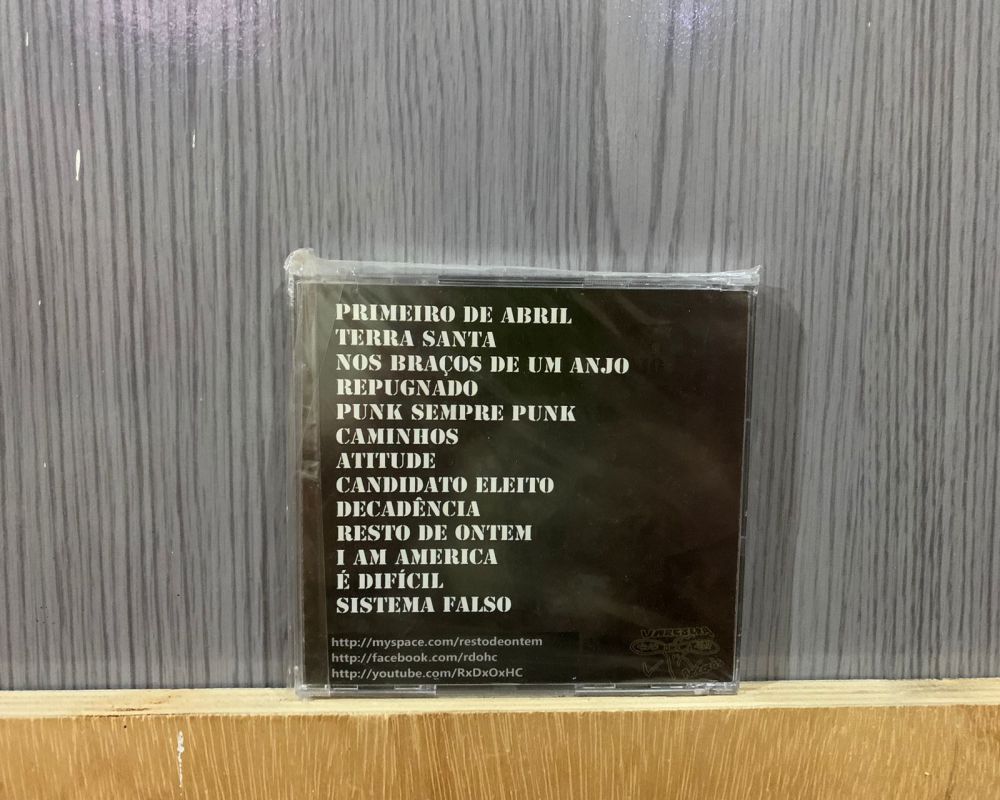 PRIMEIRO DE ABRIL
TERRA SANTA
NOS BRAÇOS DE UM ANJO
REPUGNADO
PUNK SEMPRE PUNK
CAMINHOS
ATITUDE
CANDIDATO ELEITO
DECADÊNCIA
RESTO DE ONTEM
I AM AMERICA
É DIFÍCIL
SISTEMA FALSO
http://myspace.com/restodeontem
http://facebook.com/rdohc
http://youtube.com/RxDxOxHC